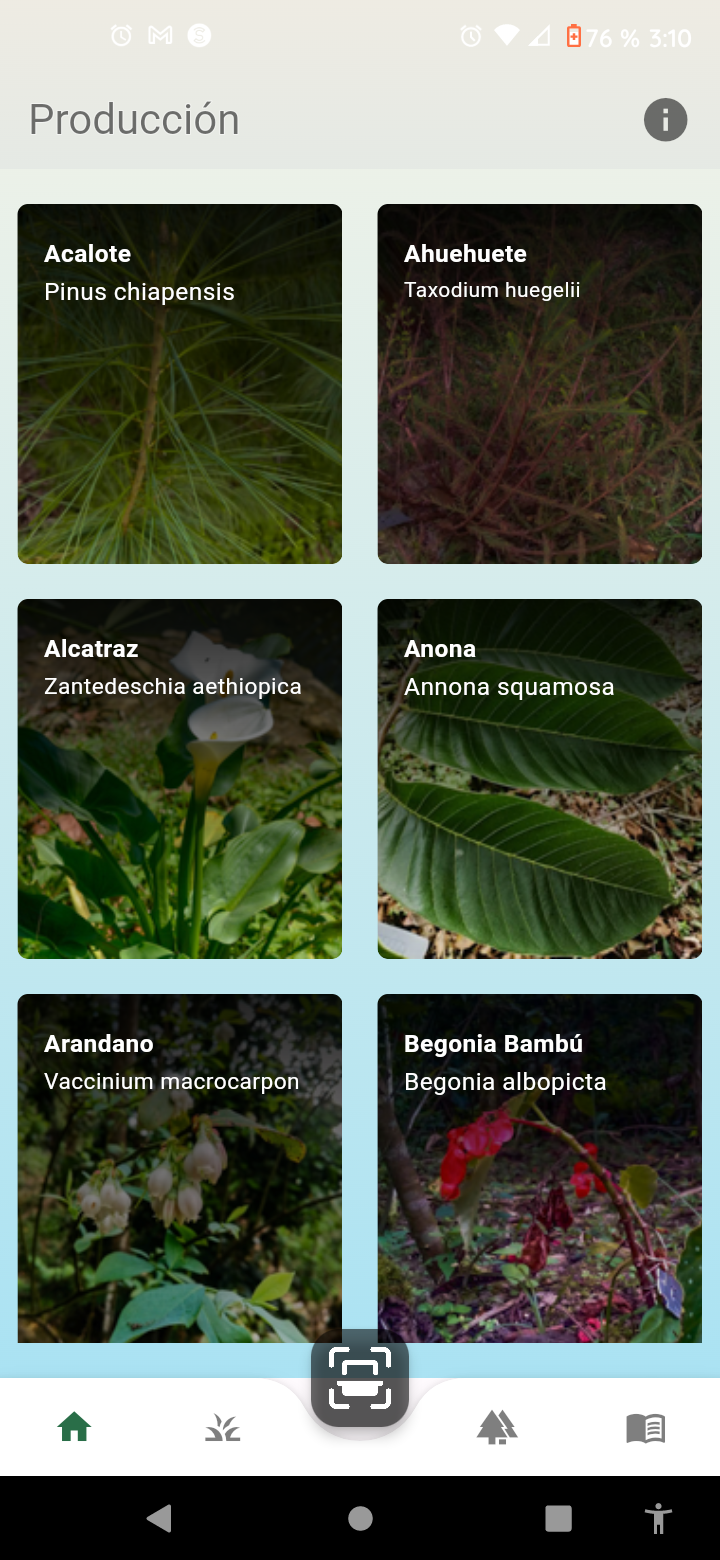 76 % 3:10
Producción
Acalote
Pinus chiapensis
Ahuehuete
Taxodium huegelii
Alcatraz
Zantedeschia aethiopica
Anona
Annona squamosa
Arandano
Vaccinium macrocarpon
Begonia Bambú
Begonia albopicta